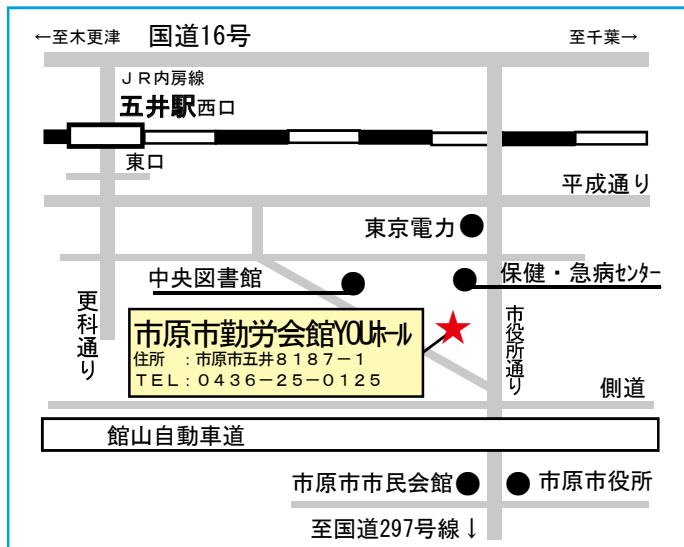 ←至木更津
国道16号
至千葉→
ＪＲ内房線
五井駅西口
東口
平成通り
東京電力
中央図書館
保健・急病ｾﾝﾀｰ
更科通り
市原市勤労会館YOUﾎｰﾙ
住所　：市原市五井８１８７－１
ＴＥＬ：０４３６－２５－０１２５
市役所通り
側道
館山自動車道
市原市市民会館
市原市役所
至国道297号線↓